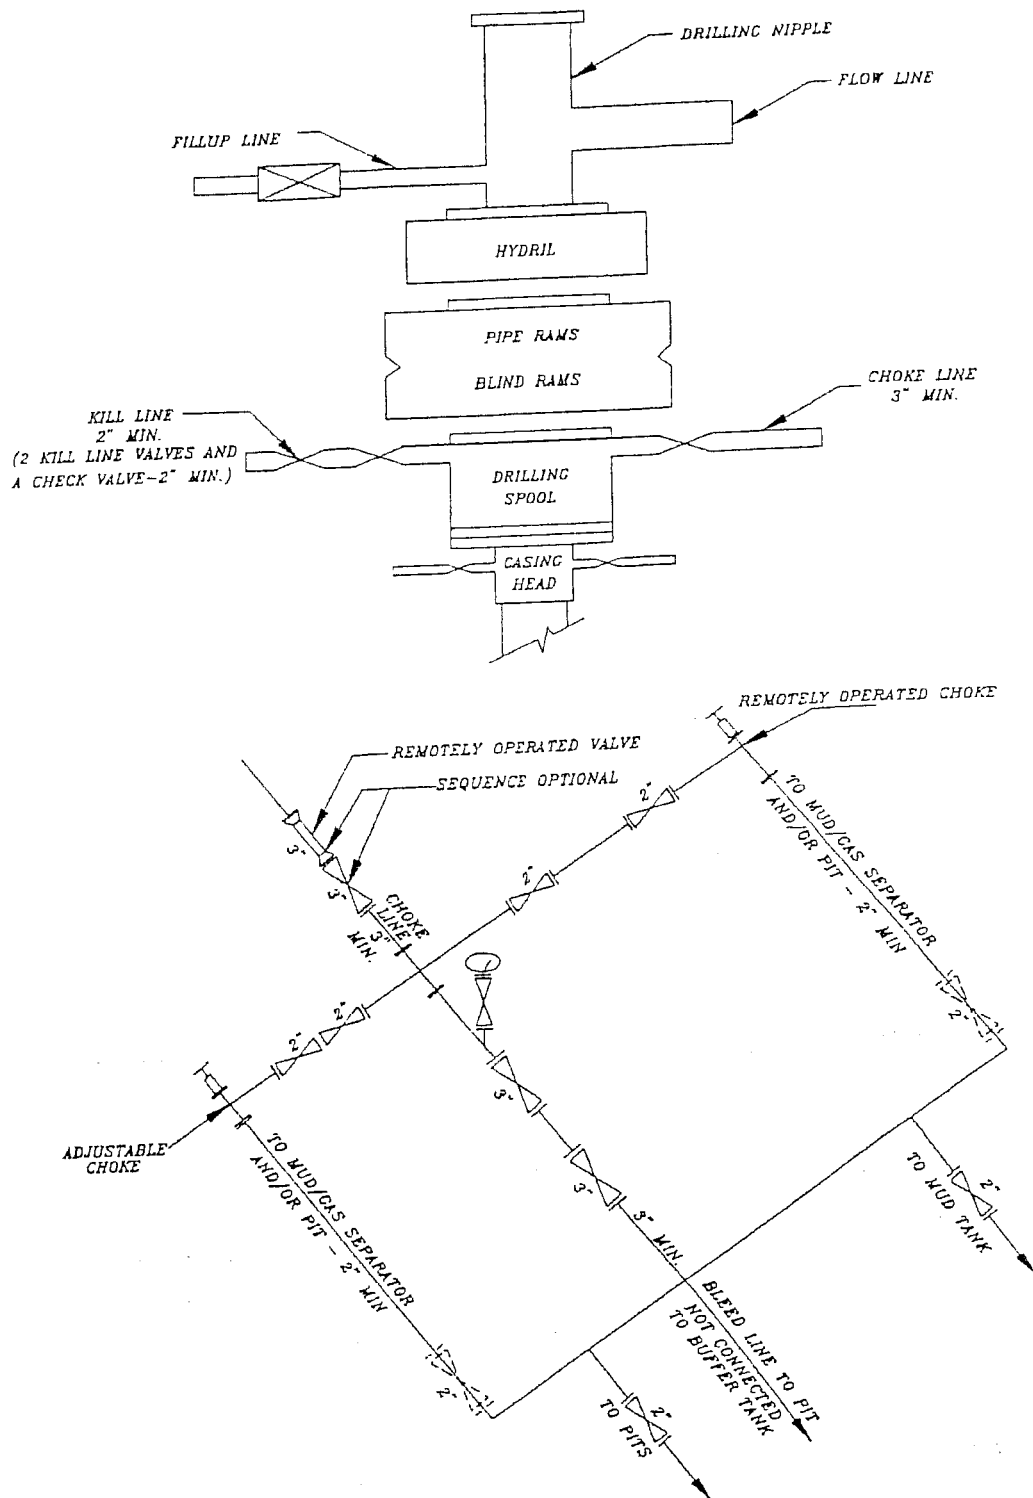 DRILLING NIPPLE
FLOW LINE
FILLUP LINE
HYDRIL
PIPE RAMS
BLIND RAMS
CHOKE LINE
3" MIN.
KILL LINE
2" MIN.
(2 KILL LINE VALVES AND
A CHECK VALVE-2" MIN.)
DRILLING
SPOOL
CASING
HEAD
REMOTELY OPERATED CHOKE
REMOTELY OPERATED VALVE
SEQUENCE OPTIONAL
3"
3"
CHOKE
LINE
3"
MIN.
2"
2"
2"
2"
TO MUD/GAS SEPARATOR
AND/OR PIT - 2" MIN
2"
ADJUSTABLE
CHOKE
TO MUD/GAS SEPARATOR
AND/OR PIT - 2" MIN
2"
3"
3"
3" MIN.
BLEED LINE TO PIT
NOT CONNECTED
TO BUFFER TANK
2"
TO MUD TANK
2"
TO PITS